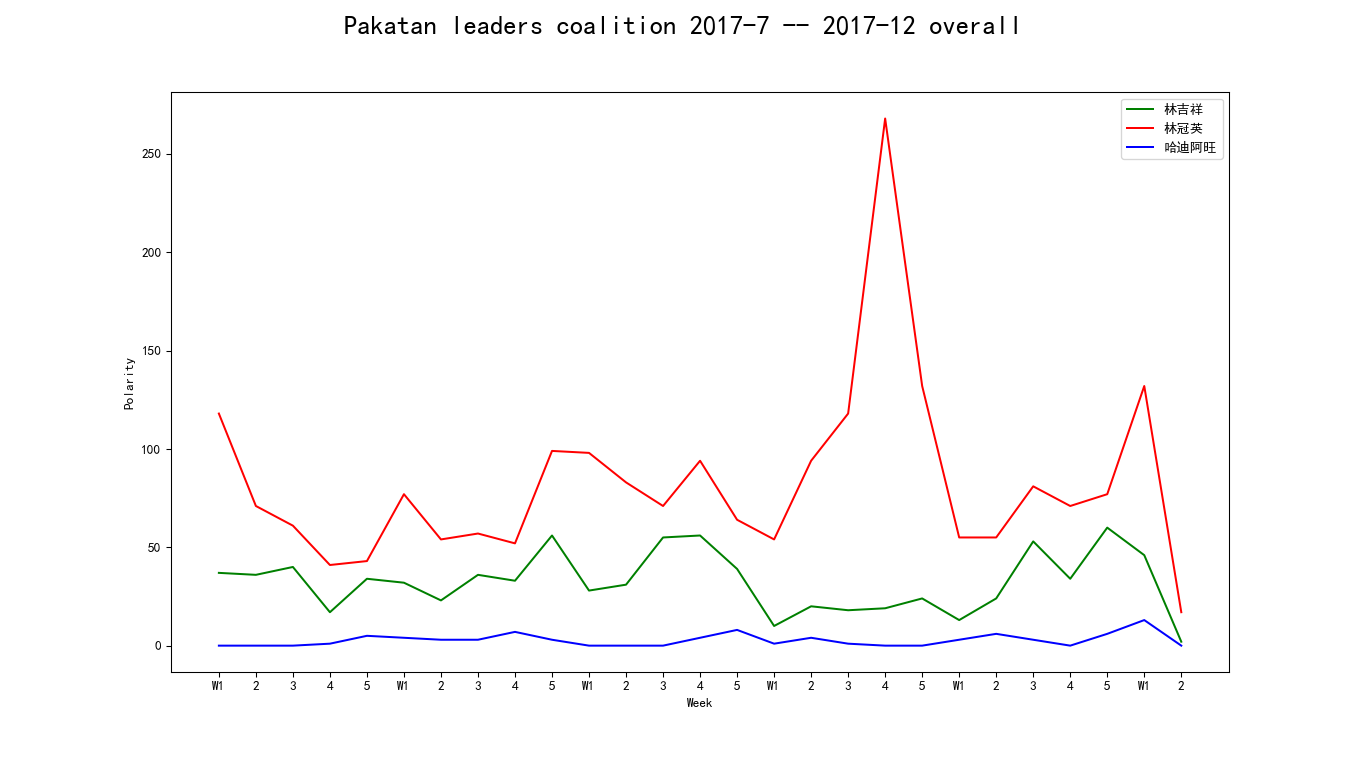 Pakatan leaders coalition 2017-7 -- 2017-12 overall
林吉祥
林冠英
哈迪阿旺
250
200
150
100
50
0
Polarity
W1 2 3 4 5 W1 2 3 4 5 W1 2 3 4 5 W1 2 3 4 5 W1 2 3 4 5 W1 2
Week